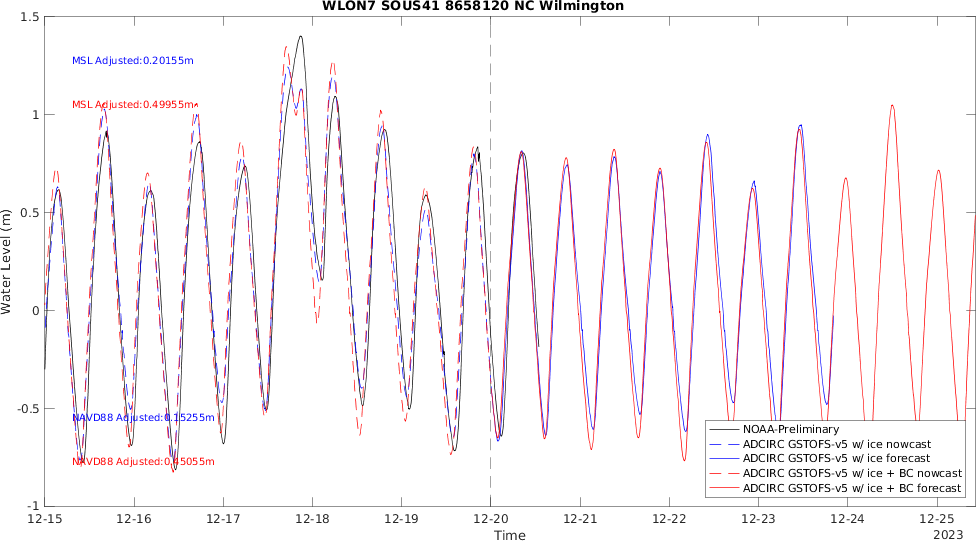 WLON7 SOUS41 8658120 NC Wilmington
1.5
1
0.5
0
-0.5
-1
Water Level (m)
MSL Adjusted:0.20155m
MSL Adjusted:0.49955m
NAVD88 Adjusted:0.15255m
NAVD88 Adjusted:0.45055m
NOAA-Preliminary
ADCIRC GSTOFS-v5 w/ ice nowcast
ADCIRC GSTOFS-v5 w/ ice forecast
ADCIRC GSTOFS-v5 w/ ice + BC nowcast
ADCIRC GSTOFS-v5 w/ ice + BC forecast
12-15 12-16 12-17 12-18 12-19 12-20 12-21 12-22 12-23 12-24 12-25
Time
2023